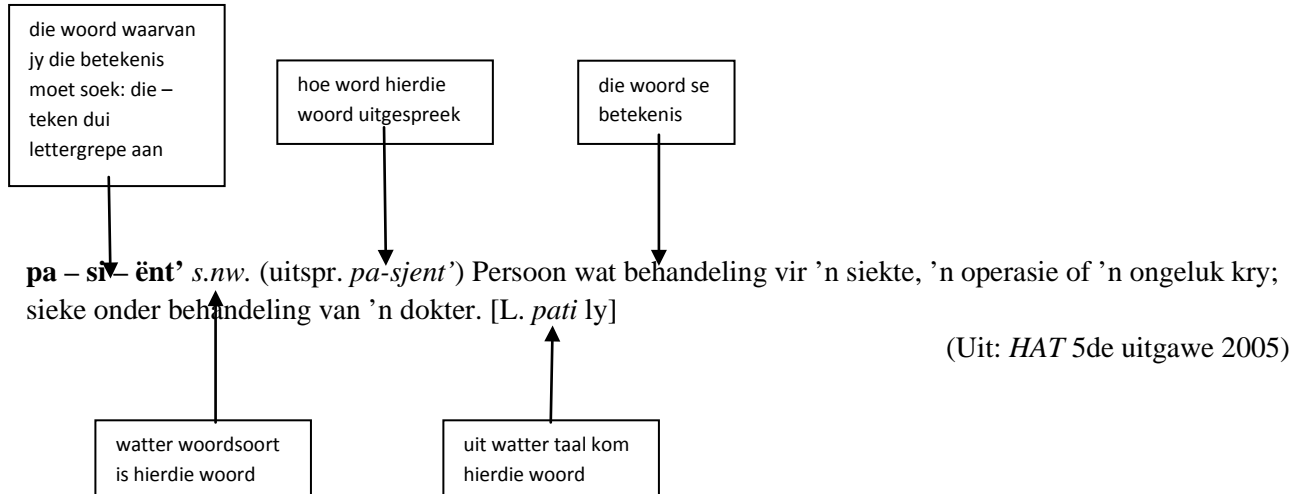 die woord waarvan
jy die betekenis
moet soek: die –
teken dui
lettergrepe aan
hoe word hierdie
woord uitgespreek
die woord se
betekenis
pa – si – ënt’ s.nw. (uitspr. pa-sjent’) Persoon wat behandeling vir ’n siekte, ’n operasie of ’n ongeluk kry;
sieke onder behandeling van ’n dokter. [L. pati ly]
(Uit: HAT 5de uitgawe 2005)
watter woordsoort
is hierdie woord
uit watter taal kom
hierdie woord